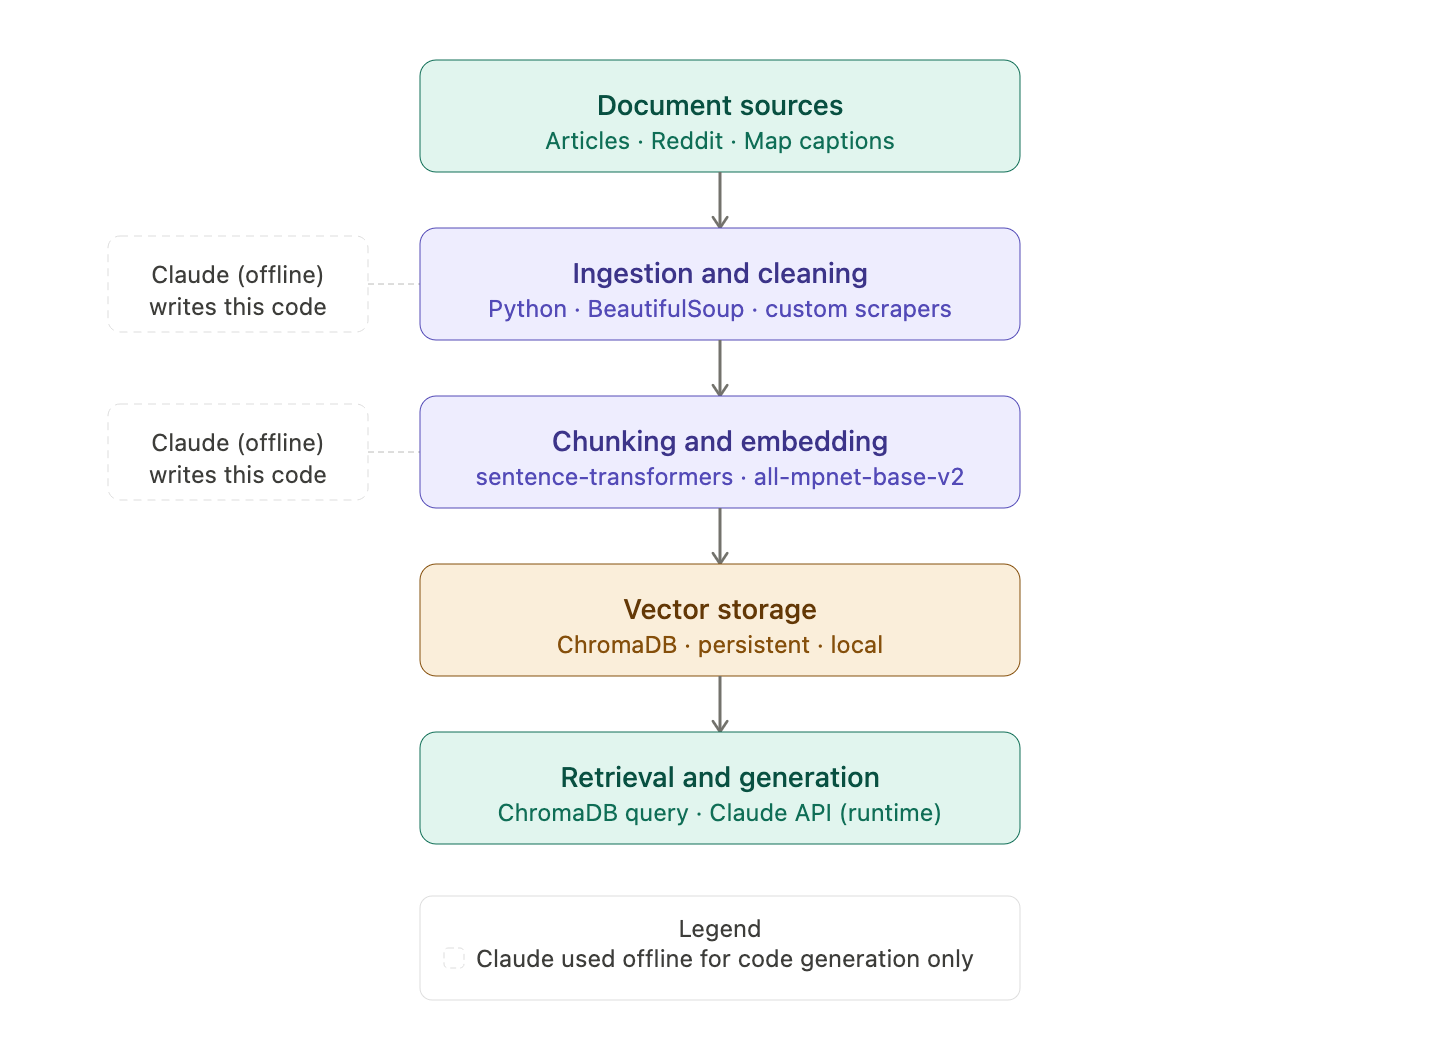 Document sources
Articles · Reddit · Map captions
Claude (offline)
writes this code
Ingestion and cleaning
Python · BeautifulSoup · custom scrapers
Claude (offline)
writes this code
Chunking and embedding
sentence-transformers · all-mpnet-base-v2
Vector storage
ChromaDB · persistent · local
Retrieval and generation
ChromaDB query · Claude API (runtime)
Legend
Claude used offline for code generation only